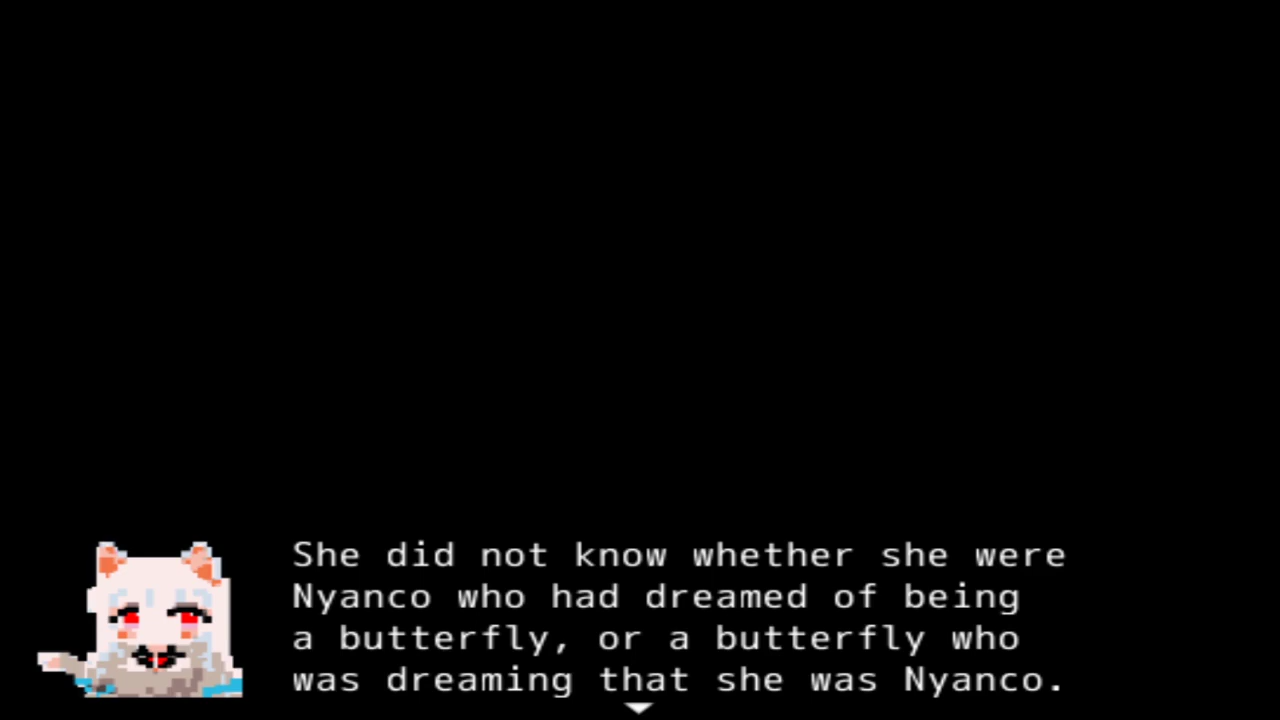 She did not know whether she were
Nyanco who had dreamed of being
a butterfly, or a butterfly who
was dreaming that she was Nyanco.